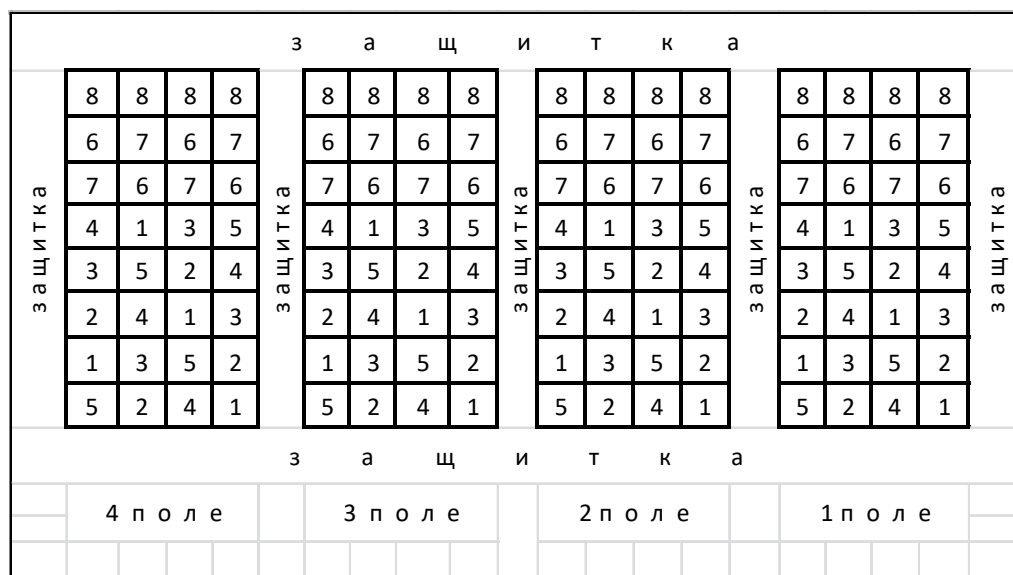 з а щ и т к а
8 8 8 8 8 8 8 8 8 8 8 8 8 8 8 8
6 7 6 7 6 7 6 7 6 7 6 7 6 7 6 7
7 6 7 6 7 6 7 6 7 6 7 6 7 6 7 6
4 1 3 5 4 1 3 5 4 1 3 5 4 1 3 5
3 5 2 4 3 5 2 4 3 5 2 4 3 5 2 4
2 4 1 3 2 4 1 3 2 4 1 3 2 4 1 3
1 3 5 2 1 3 5 2 1 3 5 2 1 3 5 2
5 2 4 1 5 2 4 1 5 2 4 1 5 2 4 1
защитка
защитка
защитка
защитка
защитка
з а щ и т к а
4 п о л е 3 п о л е 2 п о л е 1 п о л е